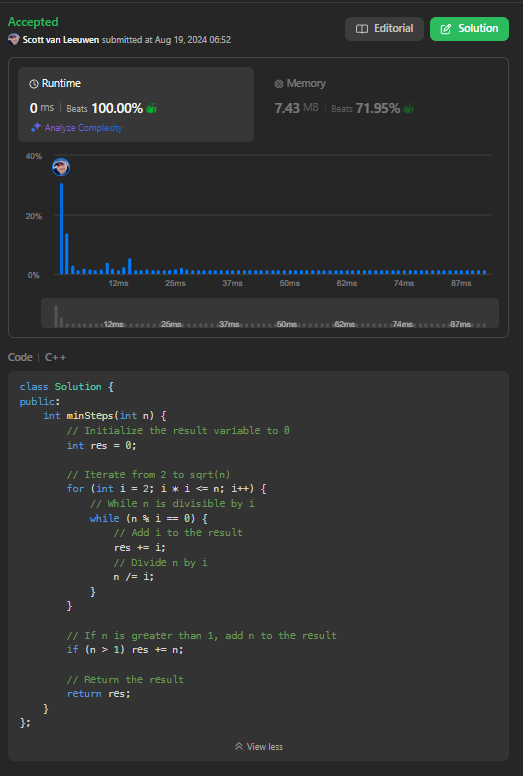 Accepted
Editorial
Solution
Scott van Leeuwen submitted at Aug 19, 2024 06:52
Runtime
Memory
0 ms | Beats 100.00%
7.43 MB | Beats 71.95%
Analyze Complexity
40%
20%
0%
12ms 25ms 37ms 50ms 62ms 74ms 87ms
12ms 25ms 37ms 50ms 62ms 74ms 87ms
Code | C++
class Solution {
public:
    int minSteps(int n) {
        // Initialize the result variable to 0
        int res = 0;

        // Iterate from 2 to sqrt(n)
        for (int i = 2; i * i <= n; i++) {
            // While n is divisible by i
            while (n % i == 0) {
                // Add i to the result
                res += i;
                // Divide n by i
                n /= i;
            }
        }

        // If n is greater than 1, add n to the result
        if (n > 1) res += n;

        // Return the result
        return res;
    }
};
View less